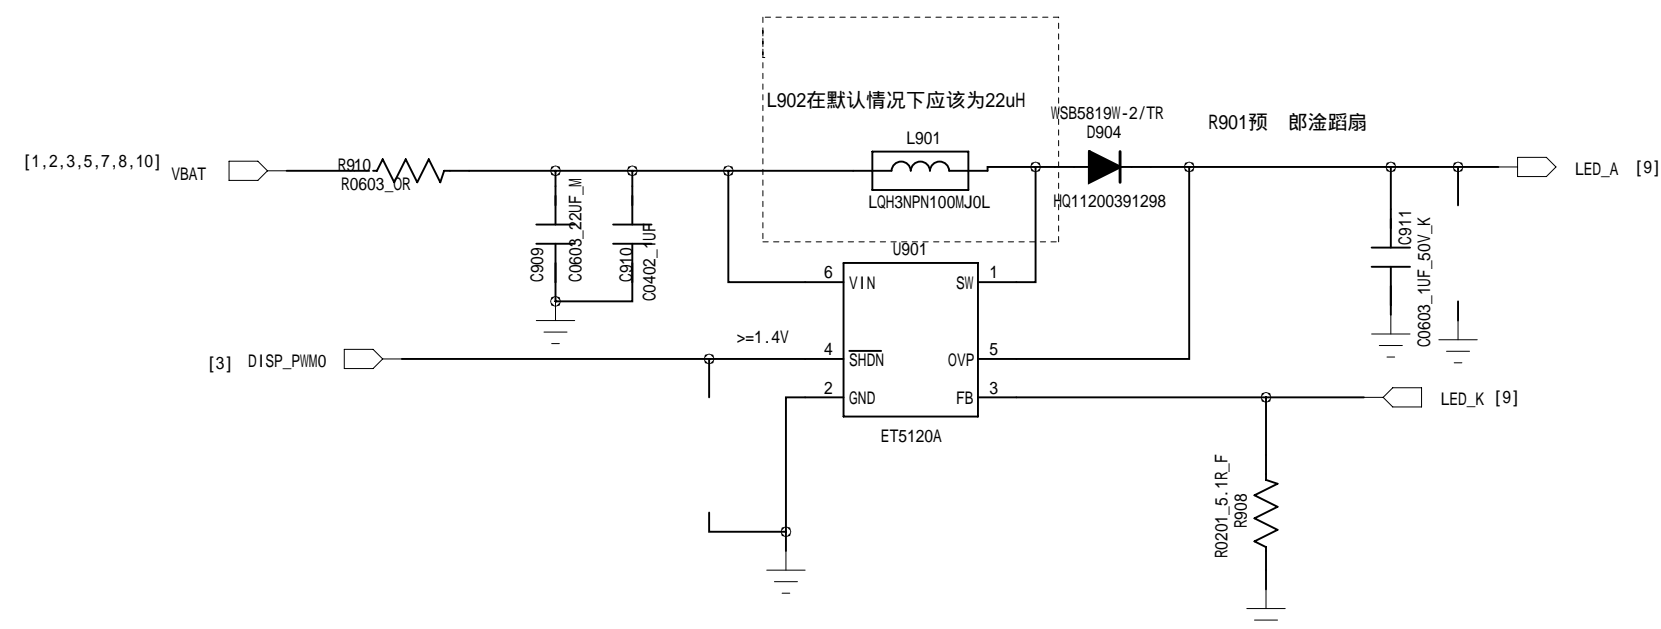 L902在默认情况下应该为22uH
WSB5819W-2/TR
D904
R901预 郎淦蹈扇
L901
[1,2,3,5,7,8,10] VBAT
R910
R0603_0R
LED_A [9]
LQH3NPN100MJ0L
HQ11200391298
C909
C0603_22UF_M
C910
C0402_1UF
C911
C0603_1UF_50V_K
U901
6 VIN SW 1
>=1.4V
[3] DISP_PWM0
4 SHDN OVP 5
2 GND FB 3
LED_K [9]
ET5120A
R0201_5.1R_F
R908